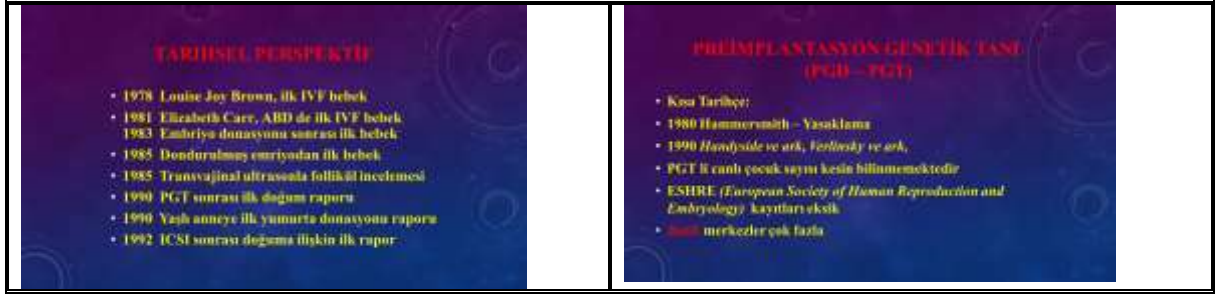 TARIHSEL PERSPEKTİF
• 1978 Louise Joy Brown, ilk IVF bebek
• 1981 Elizabeth Carr, ABD de ilk IVF bebek
1983 Embriyo donasyonu sonrası ilk bebek
• 1985 Dondurulmuş emriyodan ilk bebek
• 1985 Transvajinal ultrasonla follikül incelemesi
• 1990 PGT sonrası ilk doğum raporu
• 1990 Yaşlı anneye ilk yumurta donasyonu raporu
• 1992 ICSI sonrası doğuma ilişkin ilk rapor
PREİMPLANTASYON GENETİK TANI
(PGD – PGT)
• Kısa Tarihçe:
• 1980 Hammersmith – Yasaklama
• 1990 Handyside ve ark, Verlinsky ve ark,
• PGT li canlı çocuk sayısı kesin bilinmemektedir
• ESHRE (European Society of Human Reproduction and
Embryology) kayıtları eksik
• merkezler çok fazla